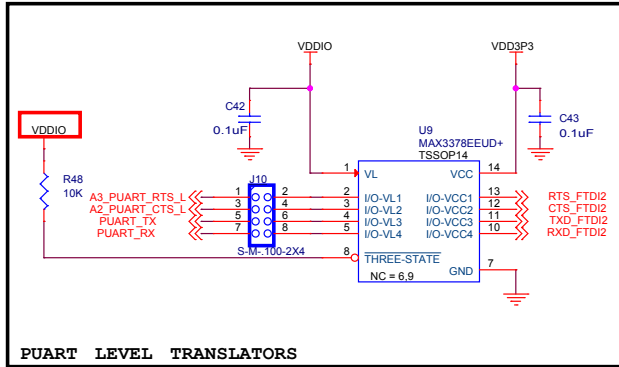 VDDIO
VDD3P3
C42
0.1uF
C43
0.1uF
U9
MAX3378EEUD+
TSSOP14
VDDIO
R48
10K
1 VL VCC 14
J10
A3_PUART_RTS_L 1 2 2 I/O-VL1 I/O-VCC1 13 RTS_FTDI2
A2_PUART_CTS_L 3 4 3 I/O-VL2 I/O-VCC2 12 CTS_FTDI2
PUART_TX 5 6 4 I/O-VL3 I/O-VCC3 11 TXD_FTDI2
PUART_RX 7 8 5 I/O-VL4 I/O-VCC4 10 RXD_FTDI2
S-M-.100-2X4
8 THREE-STATE
GND 7
NC = 6,9
PUART LEVEL TRANSLATORS